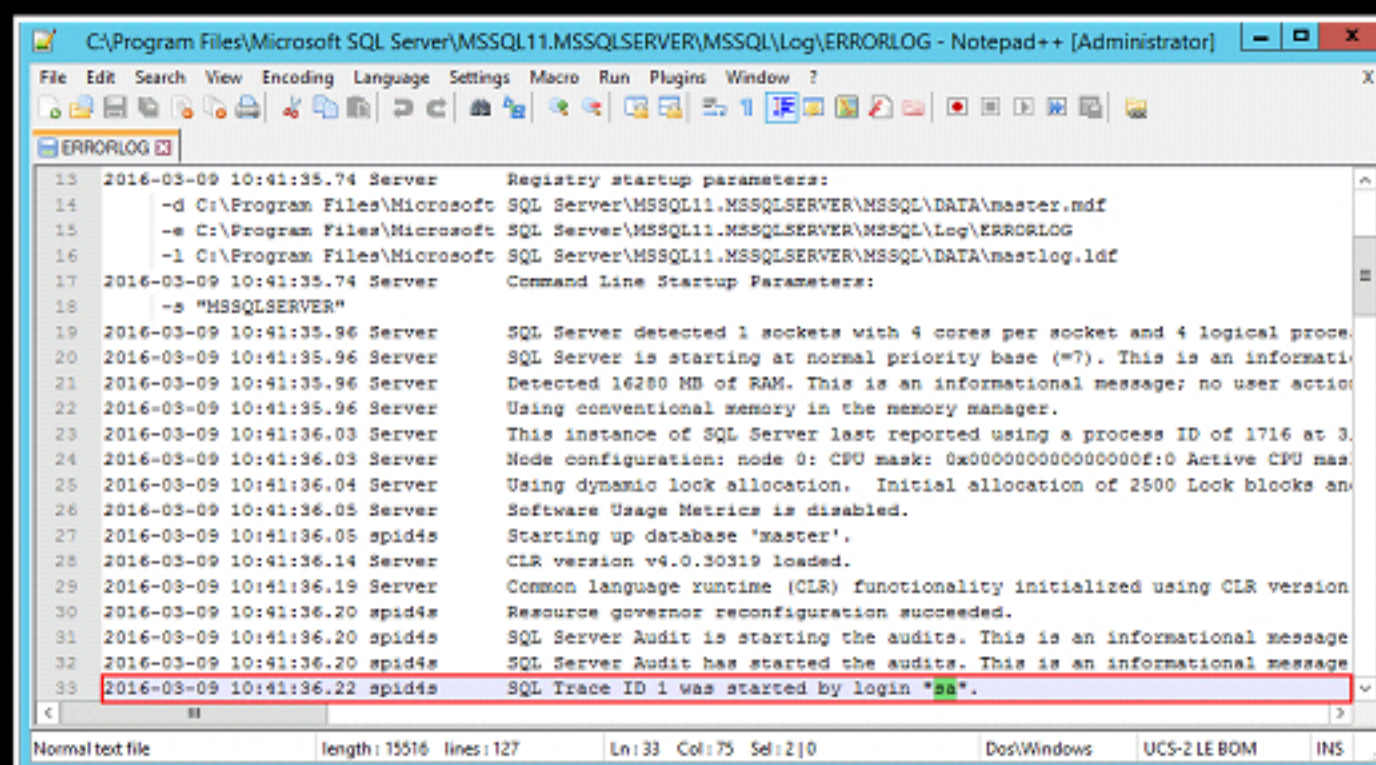 C:\Program Files\Microsoft SQL Server\MSSQL11.MSSQLSERVER\MSSQL\Log\ERRORLOG - Notepad++ [Administrator]
File Edit Search View Encoding Language Settings Macro Run Plugins Window ? X
ERRORLOG
13 2016-03-09 10:41:35.74 Server Registry startup parameters:
14 -d C:\Program Files\Microsoft SQL Server\MSSQL11.MSSQLSERVER\MSSQL\DATA\master.mdf
15 -e C:\Program Files\Microsoft SQL Server\MSSQL11.MSSQLSERVER\MSSQL\Log\ERRORLOG
16 -l C:\Program Files\Microsoft SQL Server\MSSQL11.MSSQLSERVER\MSSQL\DATA\mastlog.ldf
17 2016-03-09 10:41:35.74 Server Command Line Startup Parameters:
18 -s "MSSQLSERVER"
19 2016-03-09 10:41:35.96 Server SQL Server detected 1 sockets with 4 cores per socket and 4 logical proce
20 2016-03-09 10:41:35.96 Server SQL Server is starting at normal priority base (=7). This is an informati
21 2016-03-09 10:41:35.96 Server Detected 16280 MB of RAM. This is an informational message; no user actio
22 2016-03-09 10:41:35.96 Server Using conventional memory in the memory manager.
23 2016-03-09 10:41:36.03 Server This instance of SQL Server last reported using a process ID of 1716 at 3
24 2016-03-09 10:41:36.03 Server Node configuration: node 0: CPU mask: 0x000000000000000f:0 Active CPU mas
25 2016-03-09 10:41:36.04 Server Using dynamic lock allocation.  Initial allocation of 2500 Lock blocks an
26 2016-03-09 10:41:36.05 Server Software Usage Metrics is disabled.
27 2016-03-09 10:41:36.05 spid4s Starting up database 'master'.
28 2016-03-09 10:41:36.14 Server CLR version v4.0.30319 loaded.
29 2016-03-09 10:41:36.19 Server Common language runtime (CLR) functionality initialized using CLR version
30 2016-03-09 10:41:36.20 spid4s Resource governor reconfiguration succeeded.
31 2016-03-09 10:41:36.20 spid4s SQL Server Audit is starting the audits. This is an informational message
32 2016-03-09 10:41:36.20 spid4s SQL Server Audit has started the audits. This is an informational message
33 2016-03-09 10:41:36.22 spid4s SQL Trace ID 1 was started by login "sa".
Normal text file length : 15516 lines : 127 Ln : 33 Col : 75 Sel : 2 | 0 Dos\Windows UCS-2 LE BOM INS